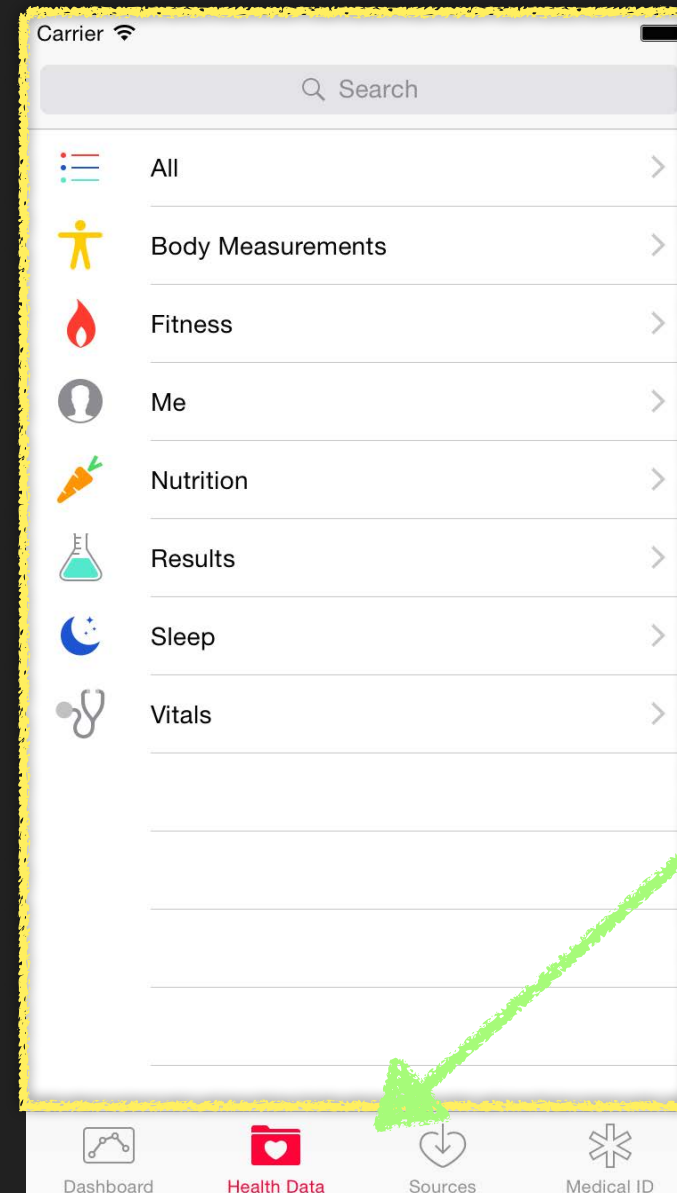 Carrier
Search
All
Body Measurements
Fitness
Me
Nutrition
Results
Sleep
Vitals
Dashboard Health Data Sources Medical ID